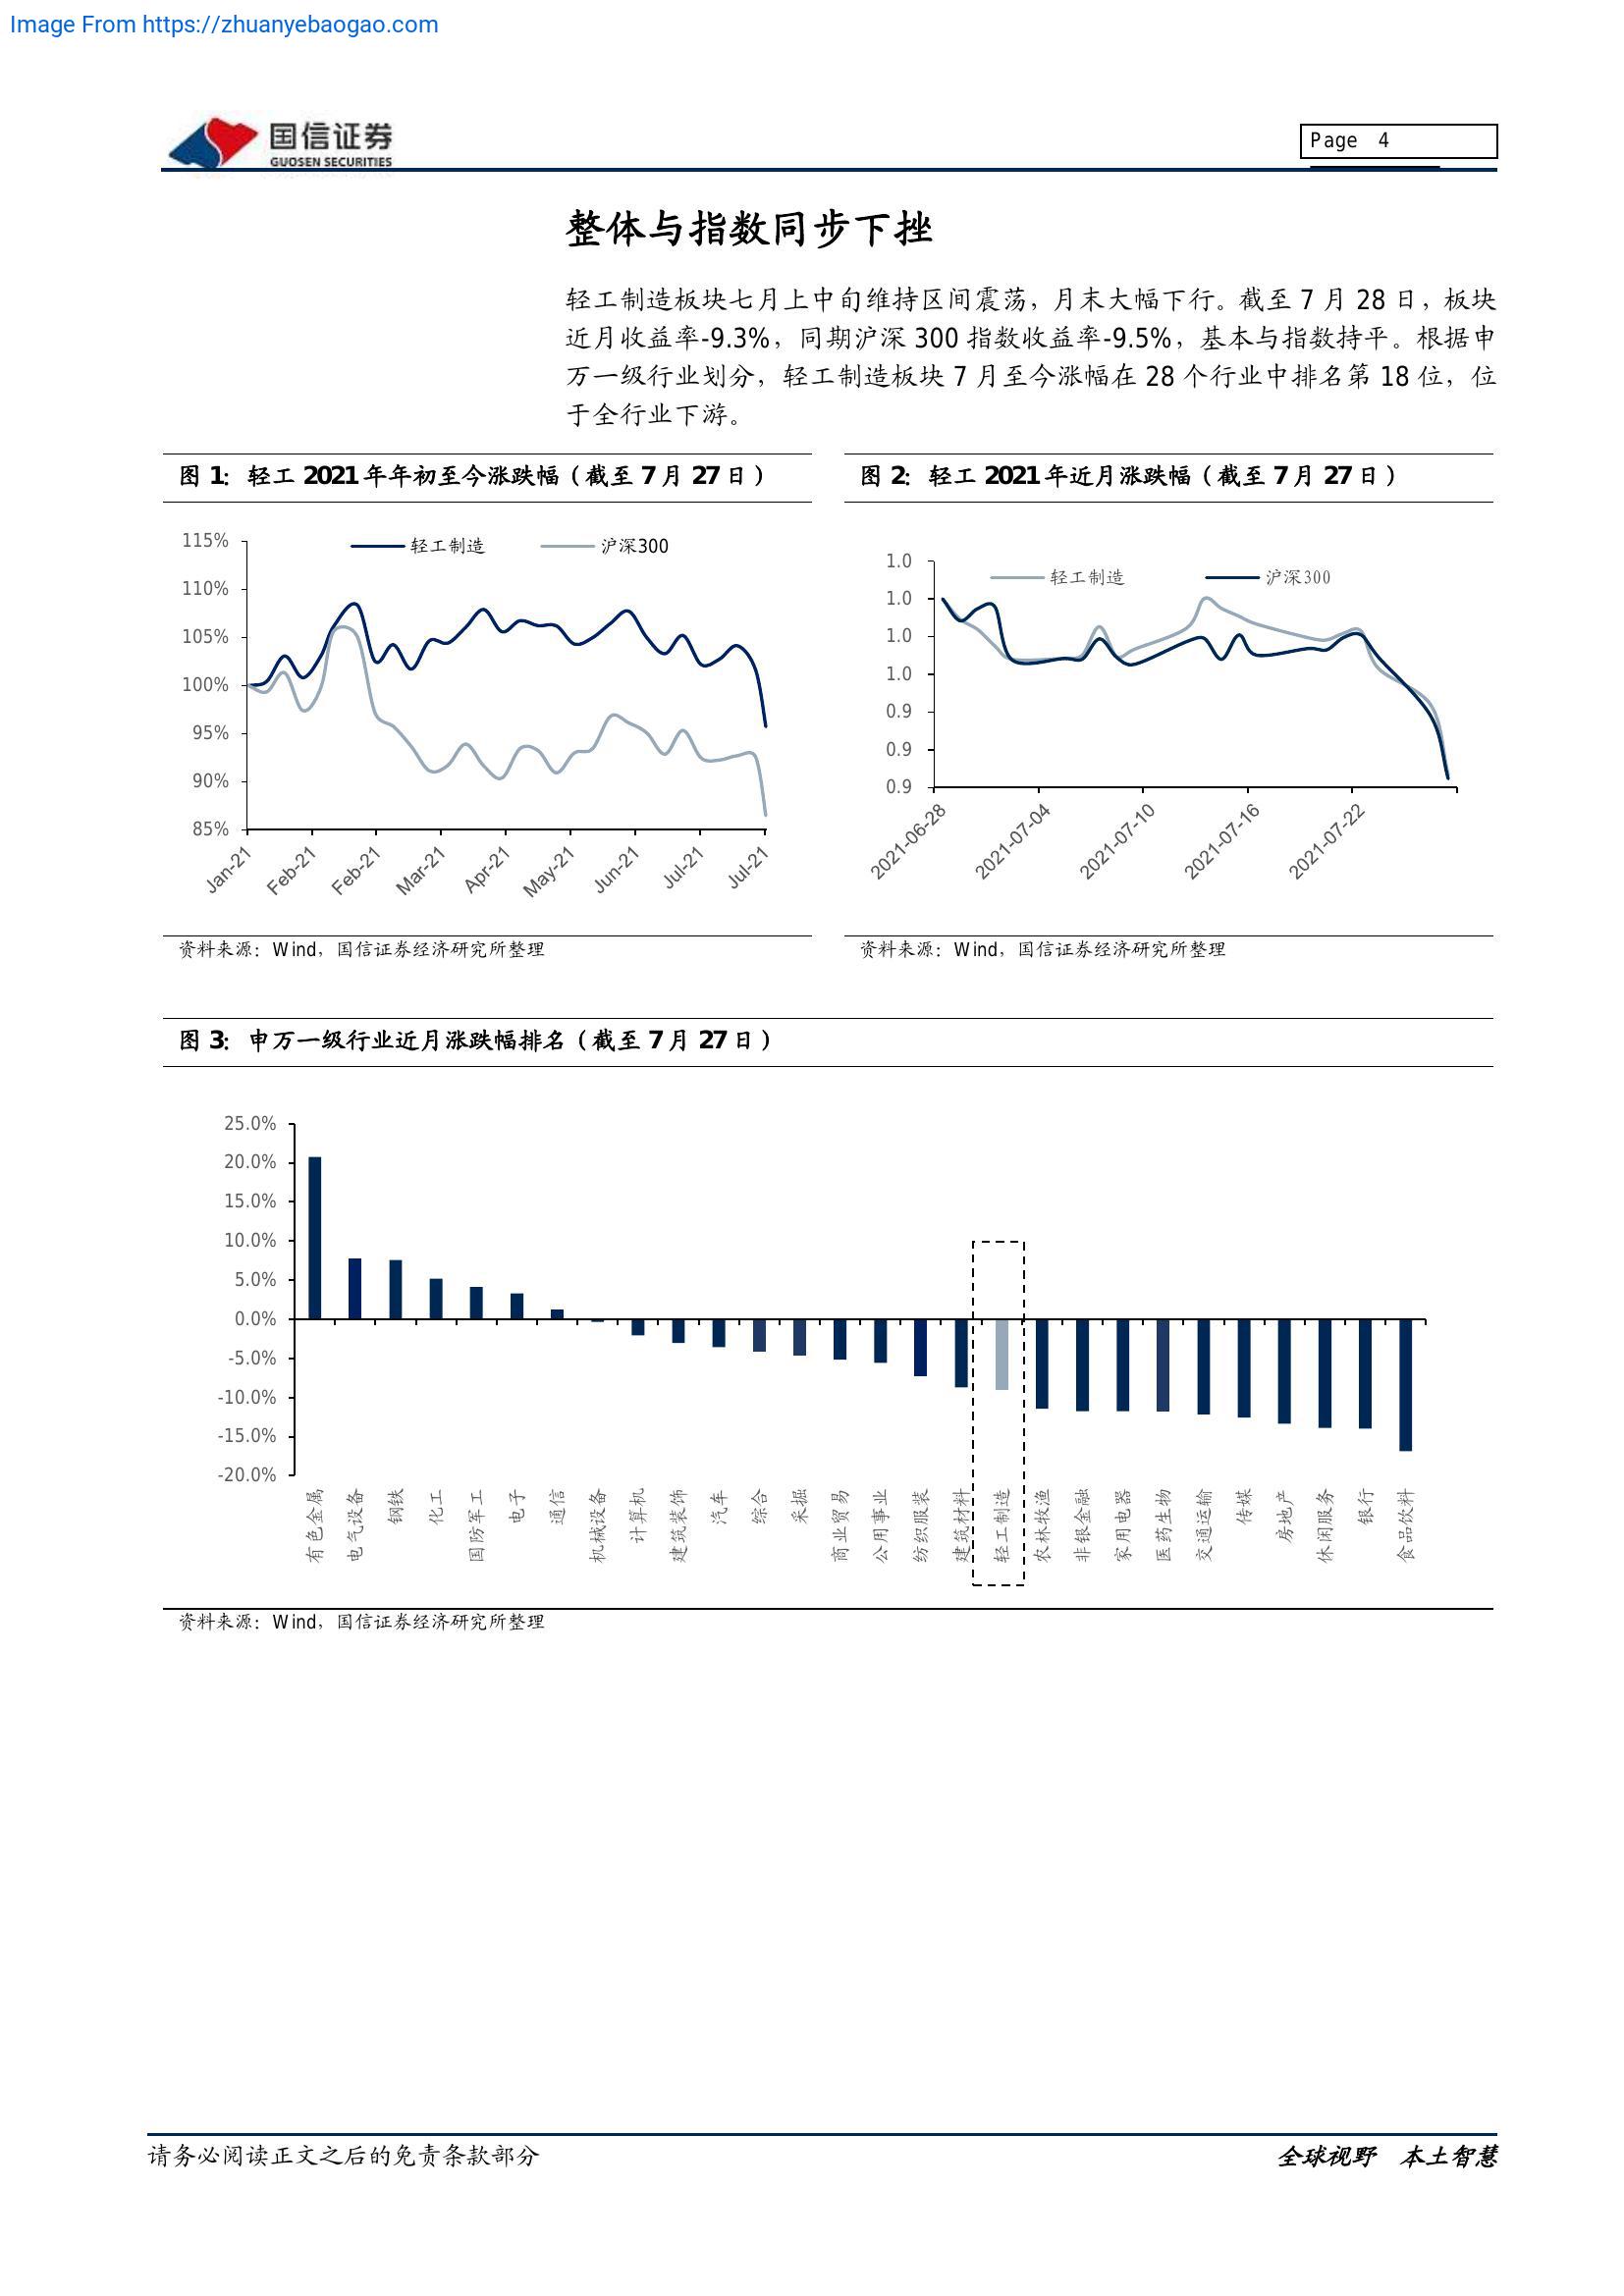 Image From https://zhuanyebaogao.com
国信证券
GUOSEN SECURITIES
Page 4
整体与指数同步下挫
轻工制造板块七月上中旬维持区间震荡，月末大幅下行。截至 7 月 28 日，板块
近月收益率-9.3%，同期沪深 300 指数收益率-9.5%，基本与指数持平。根据申
万一级行业划分，轻工制造板块 7 月至今涨幅在 28 个行业中排名第 18 位，位
于全行业下游。
图 1：轻工 2021 年年初至今涨跌幅（截至 7 月 27 日）
115%
110%
105%
100%
95%
90%
85%
轻工制造
沪深300
Jan-21
Feb-21
Feb-21
Mar-21
Apr-21
May-21
Jun-21
Jul-21
Jul-21
资料来源：Wind，国信证券经济研究所整理
图 2：轻工 2021 年近月涨跌幅（截至 7 月 27 日）
1.0
1.0
1.0
1.0
0.9
0.9
0.9
轻工制造
沪深300
2021-06-28
2021-07-04
2021-07-10
2021-07-16
2021-07-22
资料来源：Wind，国信证券经济研究所整理
图 3：申万一级行业近月涨跌幅排名（截至 7 月 27 日）
25.0%
20.0%
15.0%
10.0%
5.0%
0.0%
-5.0%
-10.0%
-15.0%
-20.0%
有色金属
电气设备
钢铁
化工
国防军工
电子
通信
机械设备
计算机
建筑装饰
汽车
综合
采掘
商业贸易
公用事业
纺织服装
建筑材料
轻工制造
农林牧渔
非银金融
家用电器
医药生物
交通运输
传媒
房地产
休闲服务
银行
食品饮料
资料来源：Wind，国信证券经济研究所整理
请务必阅读正文之后的免责条款部分
全球视野 本土智慧